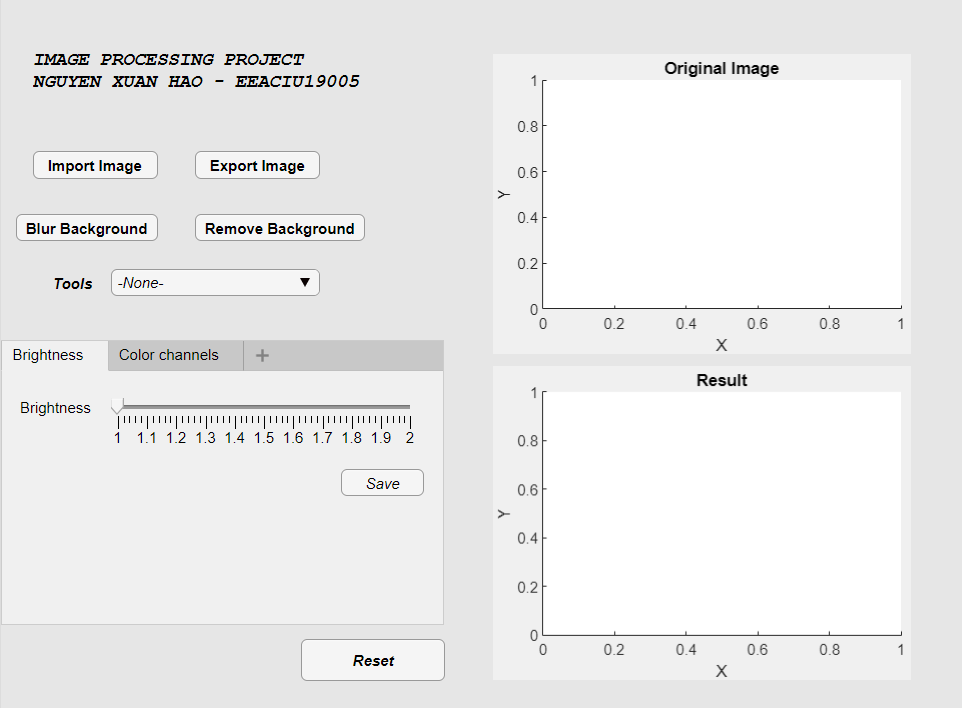 IMAGE PROCESSING PROJECT
NGUYEN XUAN HAO - EEACIU19005
Import Image
Export Image
Blur Background
Remove Background
Tools
-None-
Brightness
Color channels
+
Brightness
1 1.1 1.2 1.3 1.4 1.5 1.6 1.7 1.8 1.9 2
Save
Reset
Original Image
1
0.8
0.6
0.4
0.2
0
Y
0 0.2 0.4 0.6 0.8 1
X
Result
1
0.8
0.6
0.4
0.2
0
Y
0 0.2 0.4 0.6 0.8 1
X